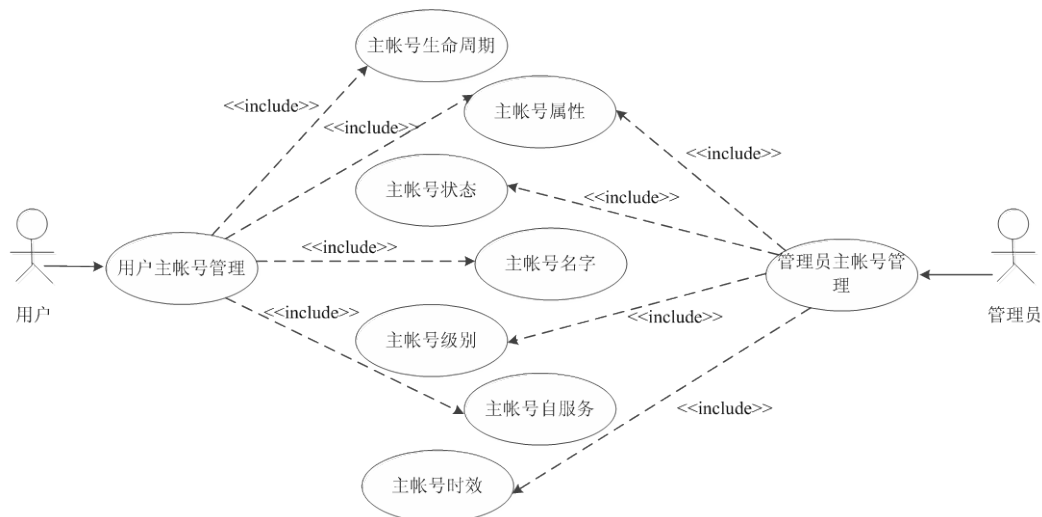 主帐号生命周期
<<include>>
主帐号属性
<<include>>
<<include>>
主帐号状态
<<include>>
<<include>>
主帐号名字
用户主帐号管理
管理员主帐号管
理
用户
管理员
<<include>>
<<include>>
主帐号级别
主帐号自服务
<<include>>
主帐号时效